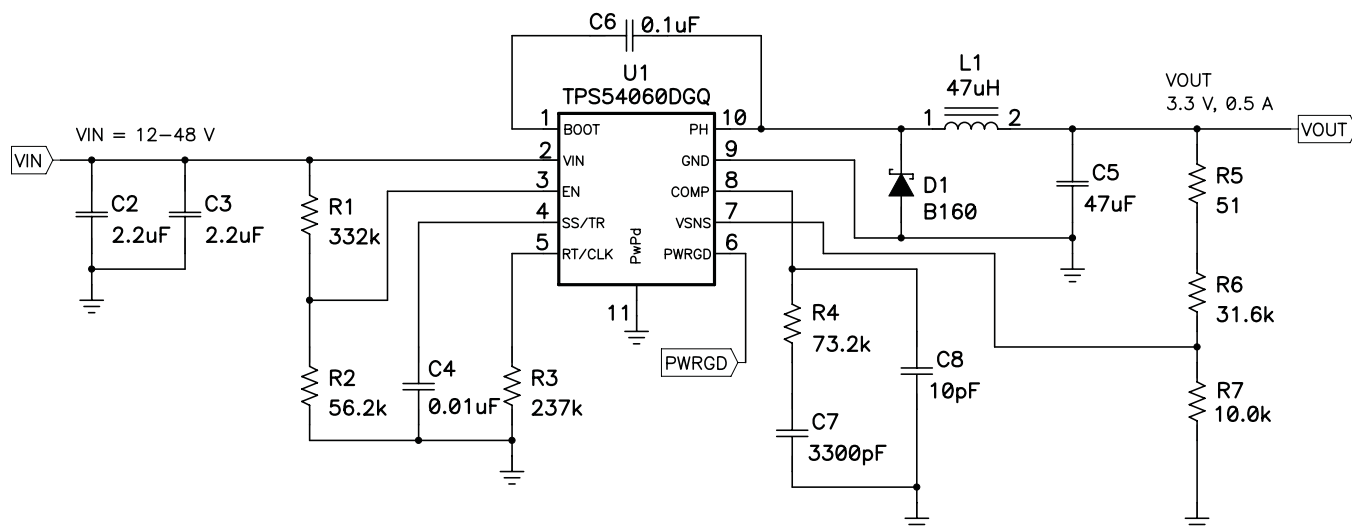 C6
0.1uF
U1
TPS54060DGQ
L1
47uH
VOUT
3.3 V, 0.5 A
VIN = 12–48 V
1
BOOT
PH
10
1
2
VOUT
VIN
2
VIN
GND
9
3
EN
COMP
8
D1
B160
C5
47uF
R5
51
C2
2.2uF
C3
2.2uF
R1
332k
4
SS/TR
VSNS
7
5
RT/CLK
PwPd
PWRGD
6
R6
31.6k
11
R4
73.2k
PWRGD
C8
10pF
R2
56.2k
C4
0.01uF
R3
237k
R7
10.0k
C7
3300pF